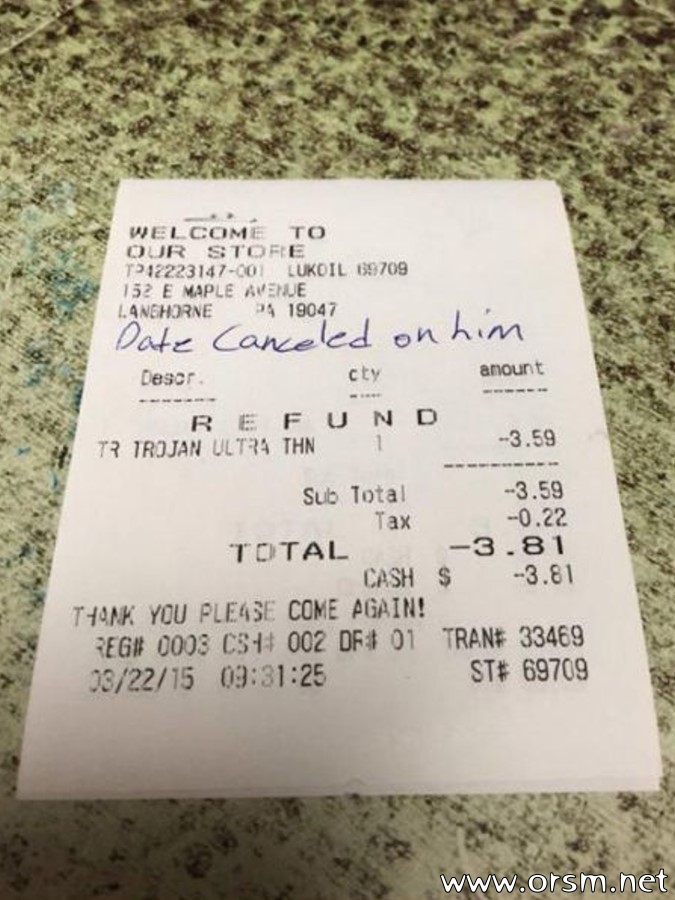 WELCOME TO
OUR STORE
TP42223147-001 LUKOIL 69709
152 E MAPLE AVENUE
LANGHORNE PA 19047
Date Canceled on him
Descr. qty amount
REFUND
TR TROJAN ULTRA THN 1 -3.59
Sub Total -3.59
Tax -0.22
TOTAL -3.81
CASH $ -3.81
THANK YOU PLEASE COME AGAIN!
REG# 0003 CSH# 002 DR# 01 TRAN# 33469
03/22/15 09:31:25 ST# 69709
www.orsm.net